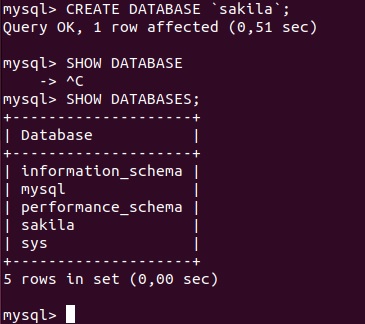 mysql> CREATE DATABASE `sakila`;
Query OK, 1 row affected (0,51 sec)

mysql> SHOW DATABASE
    -> ^C
mysql> SHOW DATABASES;
+--------------------+
| Database           |
+--------------------+
| information_schema |
| mysql              |
| performance_schema |
| sakila             |
| sys                |
+--------------------+
5 rows in set (0,00 sec)

mysql>